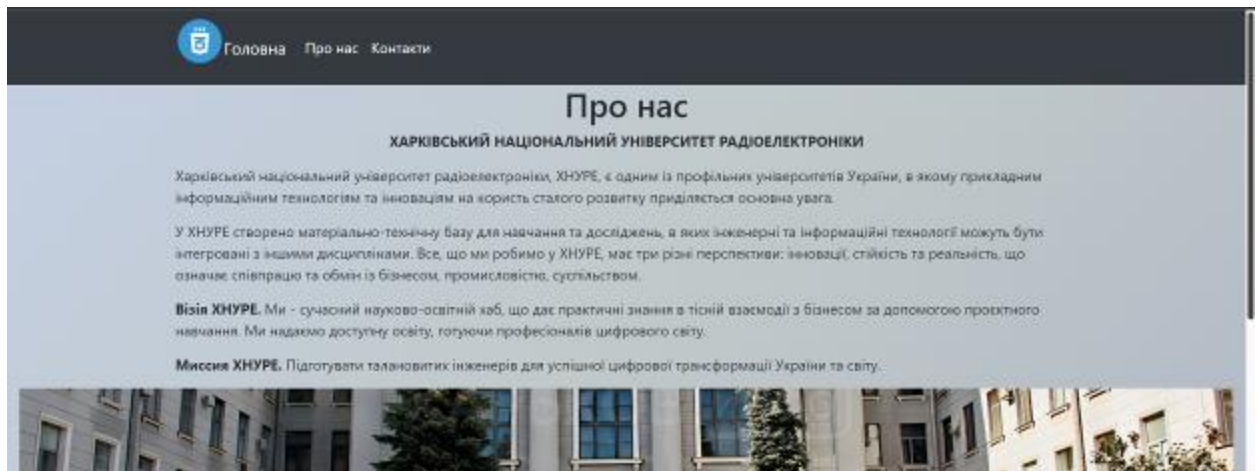 Головна Про нас Контакти
Про нас
ХАРКІВСЬКИЙ НАЦІОНАЛЬНИЙ УНІВЕРСИТЕТ РАДІОЕЛЕКТРОНІКИ
Харківський національний університет радіоелектроніки, ХНУРЕ, є одним із профільних університетів України, в якому прикладним
інформаційним технологіям та інноваціям на користь сталого розвитку приділяється основна увага.
У ХНУРЕ створено матеріально-технічну базу для навчання та досліджень, в яких інженерні та інформаційні технології можуть бути
інтегровані з іншими дисциплінами. Все, що ми робимо у ХНУРЕ, має три різні перспективи: інновації, стійкість та реальність, що
означає співпрацю та обмін із бізнесом, промисловістю, суспільством.
Візія ХНУРЕ. Ми - сучасний науково-освітній хаб, що дає практичні знання в тісній взаємодії з бізнесом за допомогою проєктного
навчання. Ми надаємо доступну освіту, готуючи професіоналів цифрового світу.
Миссия ХНУРЕ. Підготувати талановитих інженерів для успішної цифрової трансформації України та світу.